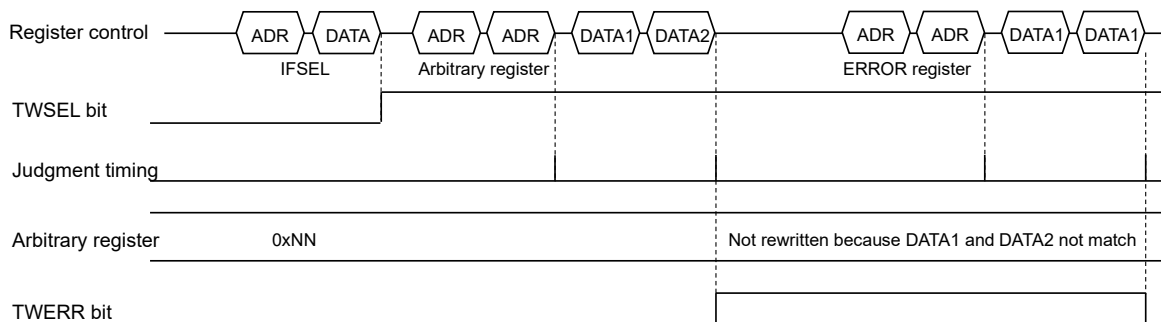 Register control ADR DATA ADR ADR DATA1 DATA2 ADR ADR DATA1 DATA1
IFSEL Arbitrary register ERROR register
TWSEL bit
Judgment timing
Arbitrary register 0xNN Not rewritten because DATA1 and DATA2 not match
TWERR bit